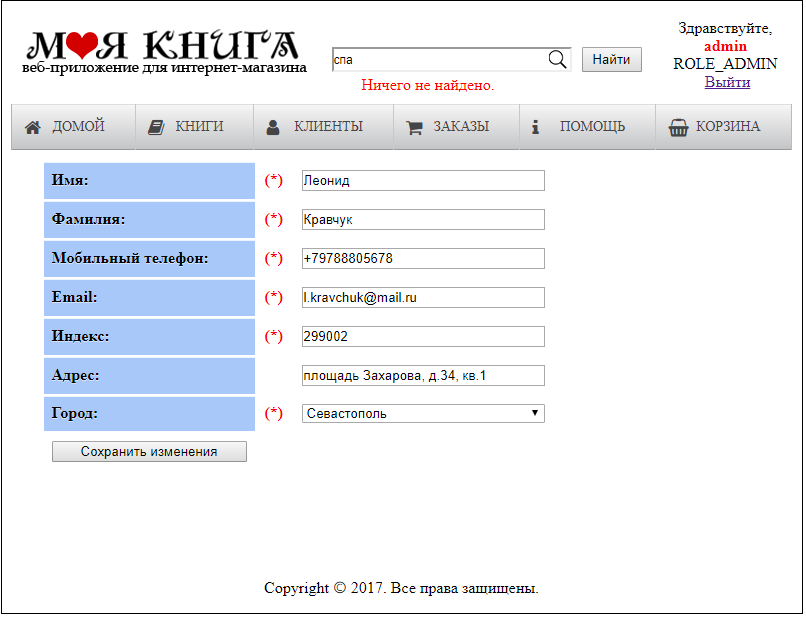 МОЯ КНИГА
веб-приложение для интернет-магазина
спа
Найти
Ничего не найдено.
Здравствуйте,
admin
ROLE_ADMIN
Выйти
ДОМОЙ КНИГИ КЛИЕНТЫ ЗАКАЗЫ ПОМОЩЬ КОРЗИНА
Имя: (*) Леонид
Фамилия: (*) Кравчук
Мобильный телефон: (*) +79788805678
Email: (*) l.kravchuk@mail.ru
Индекс: (*) 299002
Адрес: площадь Захарова, д.34, кв.1
Город: (*) Севастополь
Сохранить изменения
Copyright © 2017. Все права защищены.